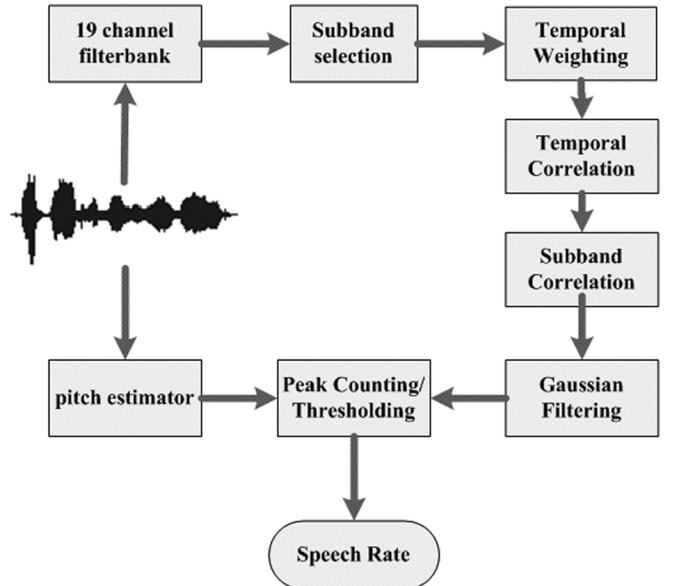 19 channel
filterbank
Subband
selection
Temporal
Weighting
Temporal
Correlation
Subband
Correlation
pitch estimator
Peak Counting/
Thresholding
Gaussian
Filtering
Speech Rate